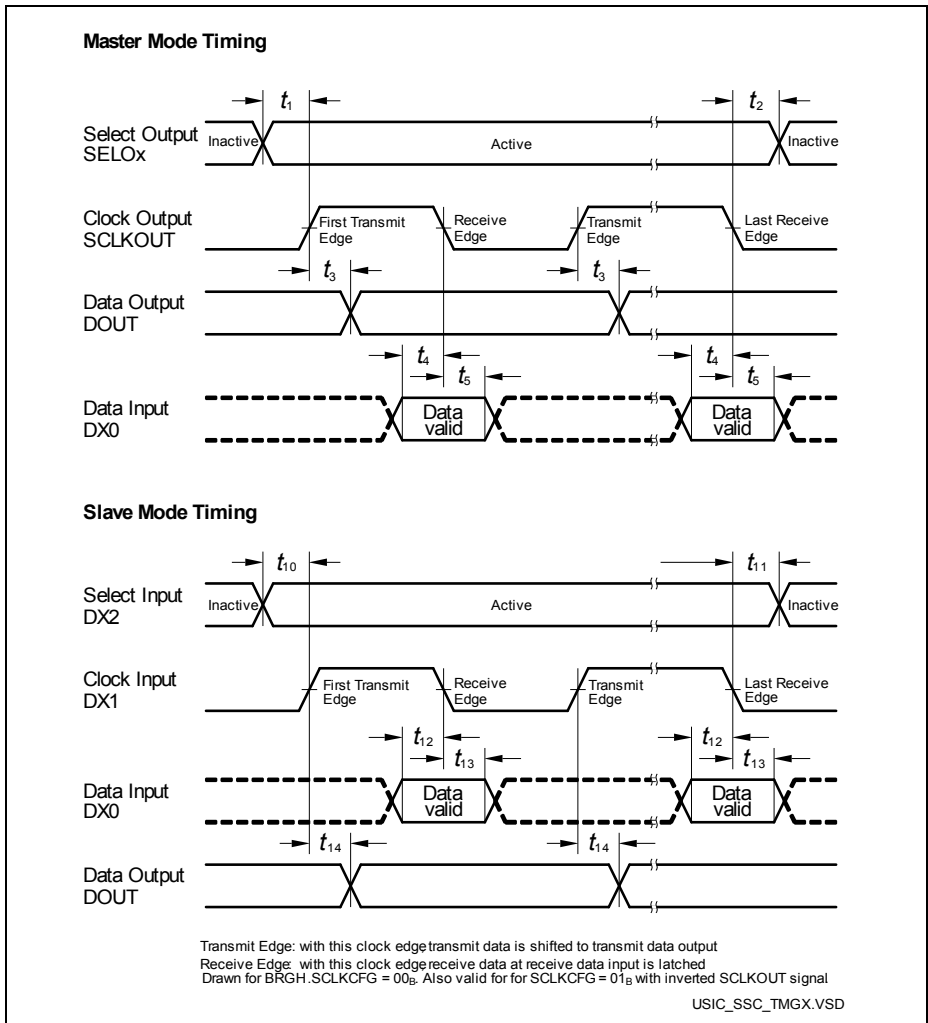 Master Mode Timing
t1
t2
Select Output
SELOx
Inactive
Active
Inactive
Clock Output
SCLKOUT
First Transmit
Edge
Receive
Edge
Transmit
Edge
Last Receive
Edge
t3
t3
Data Output
DOUT
t4
t5
t4
t5
Data Input
DX0
Data
valid
Data
valid
Slave Mode Timing
t10
t11
Select Input
DX2
Inactive
Active
Inactive
Clock Input
DX1
First Transmit
Edge
Receive
Edge
Transmit
Edge
Last Receive
Edge
t12
t13
t12
t13
Data Input
DX0
Data
valid
Data
valid
t14
t14
Data Output
DOUT
Transmit Edge: with this clock edge, transmit data is shifted to transmit data output
Receive Edge: with this clock edge, receive data at receive data input is latched
Drawn for BRGH.SCLKCFG = 00B. Also valid for for SCLKCFG = 01B with inverted SCLKOUT signal.
USIC_SSC_TMGX.VSD